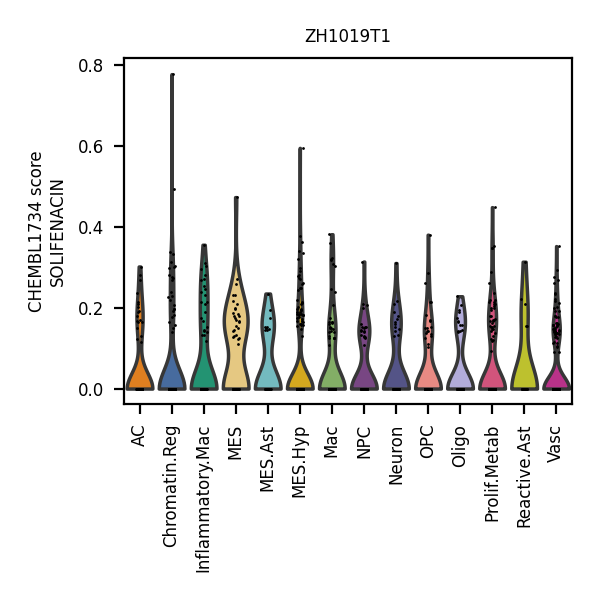 ZH1019T1
CHEMBL1734 score
SOLIFENACIN
0.8
0.6
0.4
0.2
0.0
AC
Chromatin.Reg
Inflammatory.Mac
MES
MES.Ast
MES.Hyp
Mac
NPC
Neuron
OPC
Oligo
Prolif.Metab
Reactive.Ast
Vasc